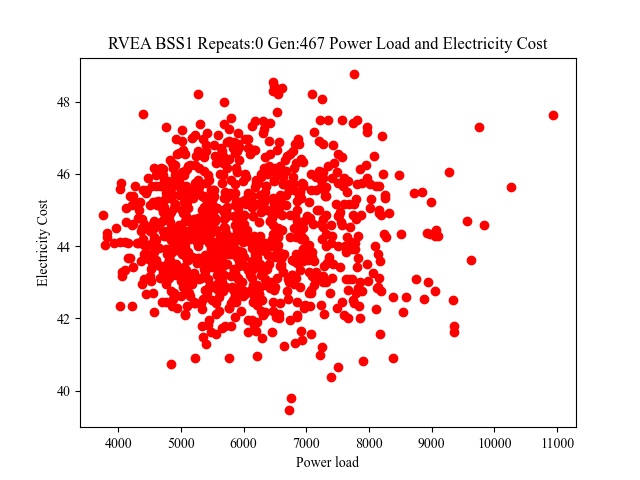 RVEA BSS1 Repeats:0 Gen:467 Power Load and Electricity Cost
48
46
44
42
40
Electricity Cost
4000 5000 6000 7000 8000 9000 10000 11000
Power load